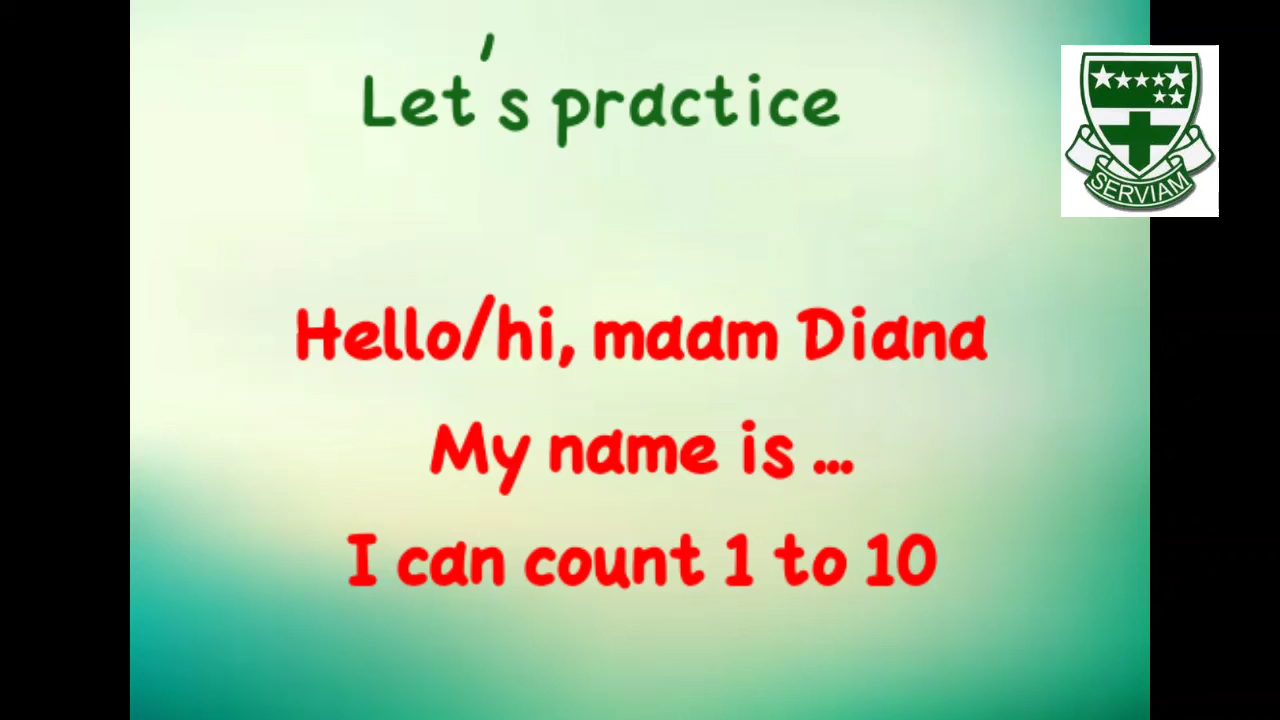 Let's practice
SERVIAM
Hello/hi, maam Diana
My name is ...
I can count 1 to 10